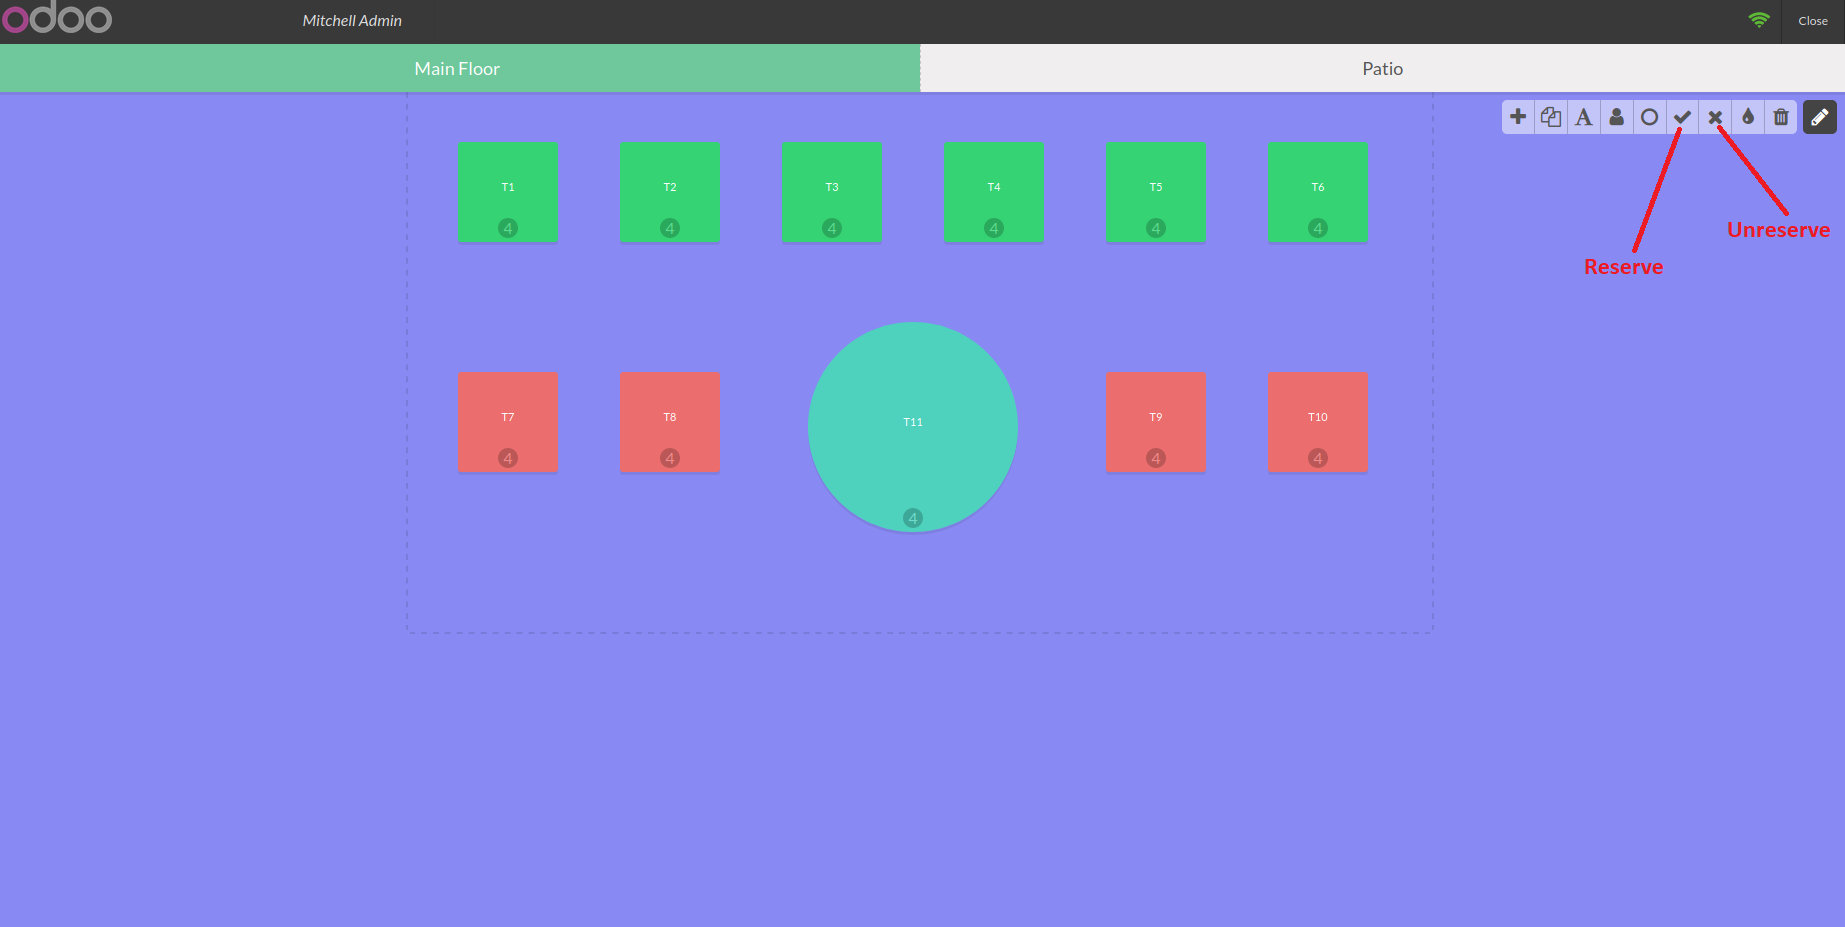 odoo
Mitchell Admin
Close
Main Floor
Patio
A
T1
T2
T3
T4
T5
T6
4
4
4
4
4
4
Unreserve
Reserve
T7
T8
T11
T9
T10
4
4
4
4
4